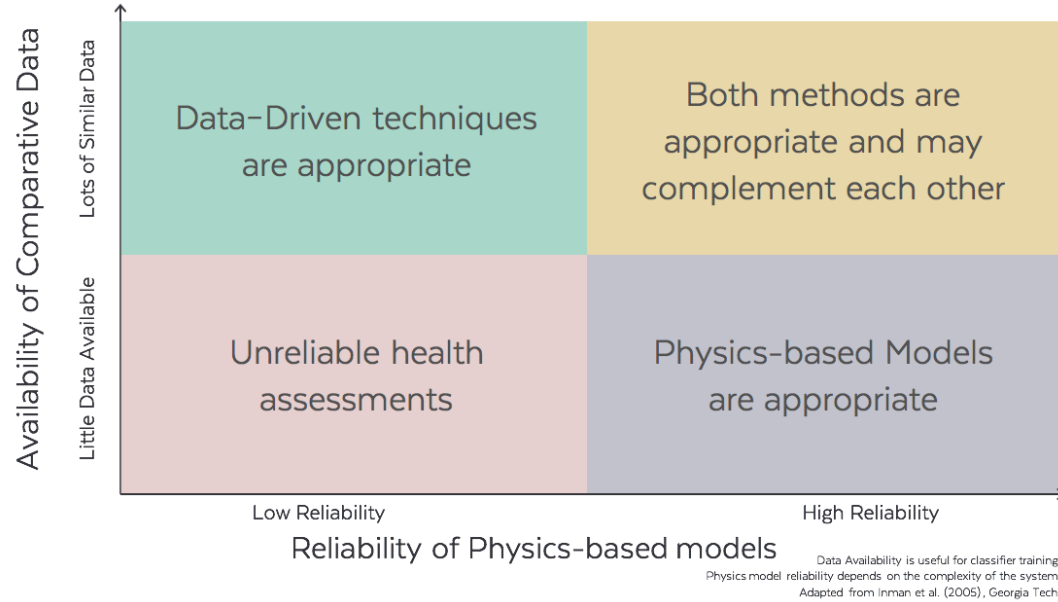 Availability of Comparative Data
Lots of Similar Data
Little Data Available
Data-Driven techniques
are appropriate
Both methods are
appropriate and may
complement each other
Unreliable health
assessments
Physics-based Models
are appropriate
Low Reliability
High Reliability
Reliability of Physics-based models
Data Availability is useful for classifier training
Physics model reliability depends on the complexity of the system
Adapted from Inman et al. (2005), Georgia Tech